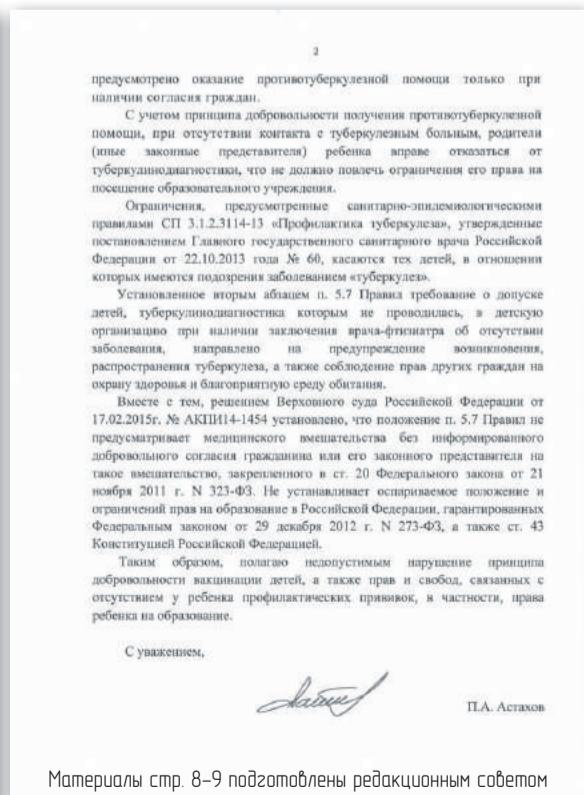 2
предусмотрено оказание противотуберкулезной помощи только при
наличии согласия граждан.
С учетом принципа добровольности получения противотуберкулезной
помощи, при отсутствии контакта с туберкулезным больным, родители
(иные законные представителя) ребенка вправе отказаться от
туберкулинодиагностики, что не должно повлечь ограничения его права на
посещение образовательного учреждения.
Ограничения, предусмотренные санитарно-эпидемиологическими
правилами СП 3.1.2.3114-13 «Профилактика туберкулеза», утвержденные
постановлением Главного государственного санитарного врача Российской
Федерации от 22.10.2013 года № 60, касаются тех детей, в отношении
которых имеются подозрения заболеванием «туберкулез».
Установленное вторым абзацем п. 5.7 Правил требование о допуске
детей, туберкулинодиагностика которым не проводилась, в детскую
организацию при наличии заключения врача-фтизиатра об отсутствии
заболевания, направлено на предупреждение возникновения,
распространения туберкулеза, а также соблюдение прав других граждан на
охрану здоровья и благоприятную среду обитания.
Вместе с тем, решением Верховного суда Российской Федерации от
17.02.2015г. № АКПИ14-1454 установлено, что положение п. 5.7 Правил не
предусматривает медицинского вмешательства без информированного
добровольного согласия гражданина или его законного представителя на
такое вмешательство, закрепленного в ст. 20 Федерального закона от 21
ноября 2011 г. N 323-ФЗ. Не устанавливает оспариваемое положение и
ограничений прав на образование в Российской Федерации, гарантированных
Федеральным законом от 29 декабря 2012 г. N 273-ФЗ, а также ст. 43
Конституцией Российской Федерацией.
Таким образом, полагаю недопустимым нарушение принципа
добровольности вакцинации детей, а также прав и свобод, связанных с
отсутствием у ребенка профилактических прививок, в частности, права
ребенка на образование.
С уважением,
П.А. Астахов
Материалы стр. 8-9 подготовлены редакционным советом